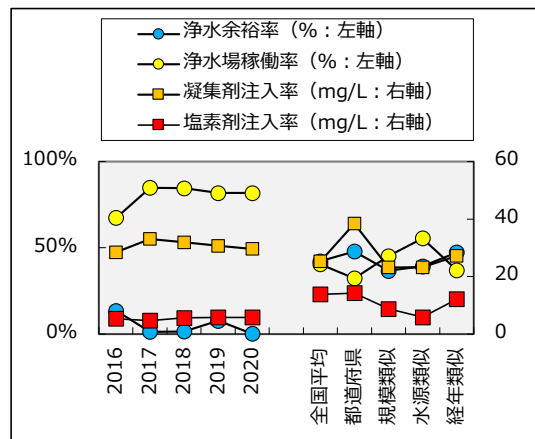 浄水余裕率（%：左軸）
浄水場稼働率（%：左軸）
凝集剤注入率（mg/L：右軸）
塩素剤注入率（mg/L：右軸）
100%
50%
0%
60
40
20
0
2016
2017
2018
2019
2020
全国平均
都道府県
規模類似
水源類似
経年類似